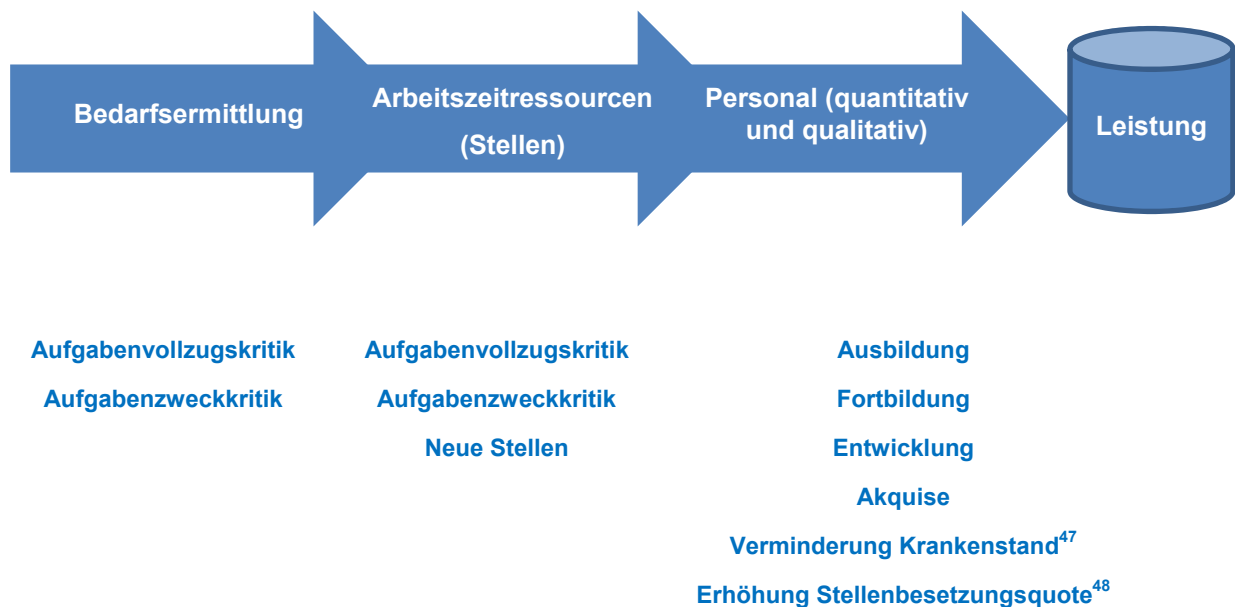 Bedarfsermittlung
Arbeitszeitressourcen
(Stellen)
Personal (quantitativ
und qualitativ)
Leistung
Aufgabenvollzugskritik
Aufgabenzweckkritik
Aufgabenvollzugskritik
Aufgabenzweckkritik
Neue Stellen
Ausbildung
Fortbildung
Entwicklung
Akquise
Verminderung Krankenstand47
Erhöhung Stellenbesetzungsquote48